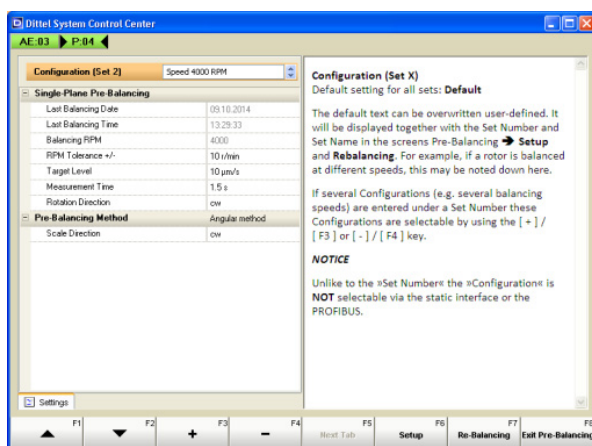 Dittel System Control Center
AE:03 P:04
Configuration (Set 2) Speed 4000 RPM
Single-Plane Pre-Balancing
Last Balancing Date 09.10.2014
Last Balancing Time 13:29:33
Balancing RPM 4000
RPM Tolerance +/- 10 r/min
Target Level 10 µm/s
Measurement Time 1.5 s
Rotation Direction cw
Pre-Balancing Method Angular method
Scale Direction cw
Settings
Configuration (Set X)
Default setting for all sets: Default
The default text can be overwritten user-defined. It
will be displayed together with the Set Number and
Set Name in the screens Pre-Balancing ➔ Setup
and Rebalancing. For example, if a rotor is balanced
at different speeds, this may be noted down here.
If several Configurations (e.g. several balancing
speeds) are entered under a Set Number these
Configurations are selectable by using the [ + ] /
[ F3 ] or [ - ] / [ F4 ] key.
NOTICE
Unlike to the »Set Number« the »Configuration« is
NOT selectable via the static interface or the
PROFIBUS.
F1 F2 F3 F4 F5 F6 F7 F8
+ - Next Tab Setup Re-Balancing Exit Pre-Balancing